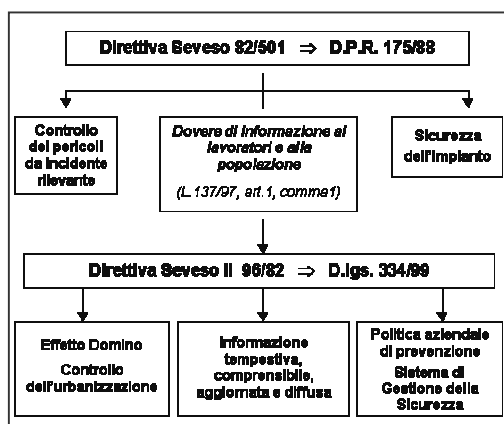 Direttiva Seveso 82/501 ⇒ D.P.R. 175/88
Controllo
dei pericoli
da incidente
rilevante
Dovere di informazione ai
lavoratori e alla
popolazione
(L.137/97, art.1, comma1)
Sicurezza
dell'impianto
Direttiva Seveso II 96/82 ⇒ D.lgs. 334/99
Effetto Domino
Controllo
dell'urbanizzazione
Informazione
tempestiva,
comprensibile,
aggiornata e diffusa
Politica aziendale
di prevenzione
Sistema di
Gestione della
Sicurezza